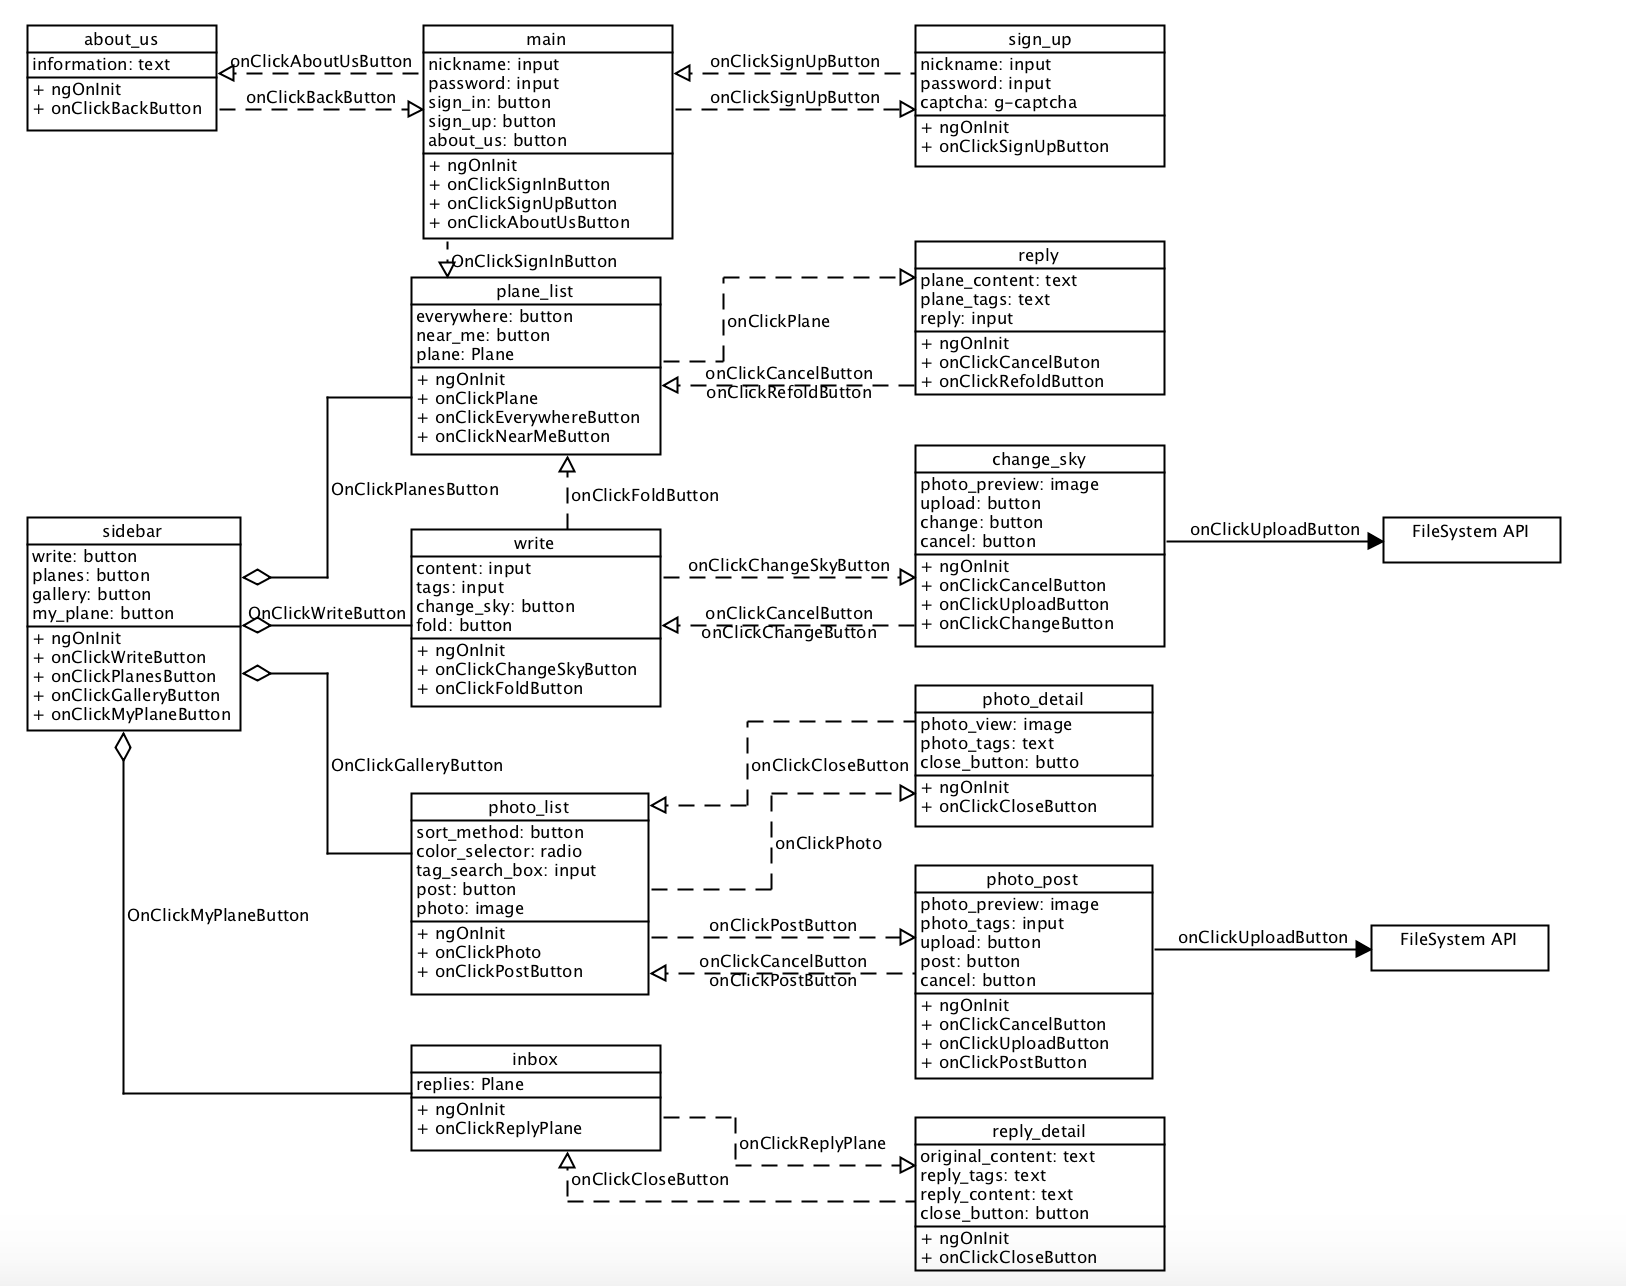 about_us
information: text
+ ngOnInit
+ onClickBackButton
onClickAboutUsButton
onClickBackButton
main
nickname: input
password: input
sign_in: button
sign_up: button
about_us: button
+ ngOnInit
+ onClickSignInButton
+ onClickSignUpButton
+ onClickAboutUsButton
onClickSignUpButton
onClickSignUpButton
sign_up
nickname: input
password: input
captcha: g-captcha
+ ngOnInit
+ onClickSignUpButton
OnClickSignInButton
plane_list
everywhere: button
near_me: button
plane: Plane
+ ngOnInit
+ onClickPlane
+ onClickEverywhereButton
+ onClickNearMeButton
onClickPlane
onClickCancelButton
onClickRefoldButton
reply
plane_content: text
plane_tags: text
reply: input
+ ngOnInit
+ onClickCancelButon
+ onClickRefoldButton
OnClickPlanesButton
onClickFoldButton
sidebar
write: button
planes: button
gallery: button
my_plane: button
+ ngOnInit
+ onClickWriteButton
+ onClickPlanesButton
+ onClickGalleryButton
+ onClickMyPlaneButton
OnClickWriteButton
write
content: input
tags: input
change_sky: button
fold: button
+ ngOnInit
+ onClickChangeSkyButton
+ onClickFoldButton
onClickChangeSkyButton
onClickCancelButton
onClickChangeButton
change_sky
photo_preview: image
upload: button
change: button
cancel: button
+ ngOnInit
+ onClickCancelButton
+ onClickUploadButton
+ onClickChangeButton
onClickUploadButton
FileSystem API
OnClickGalleryButton
photo_list
sort_method: button
color_selector: radio
tag_search_box: input
post: button
photo: image
+ ngOnInit
+ onClickPhoto
+ onClickPostButton
onClickCloseButton
onClickPhoto
photo_detail
photo_view: image
photo_tags: text
close_button: butto
+ ngOnInit
+ onClickCloseButton
onClickPostButton
onClickCancelButton
onClickPostButton
photo_post
photo_preview: image
photo_tags: input
upload: button
post: button
cancel: button
+ ngOnInit
+ onClickCancelButton
+ onClickUploadButton
+ onClickPostButton
onClickUploadButton
FileSystem API
OnClickMyPlaneButton
inbox
replies: Plane
+ ngOnInit
+ onClickReplyPlane
onClickReplyPlane
onClickCloseButton
reply_detail
original_content: text
reply_tags: text
reply_content: text
close_button: button
+ ngOnInit
+ onClickCloseButton